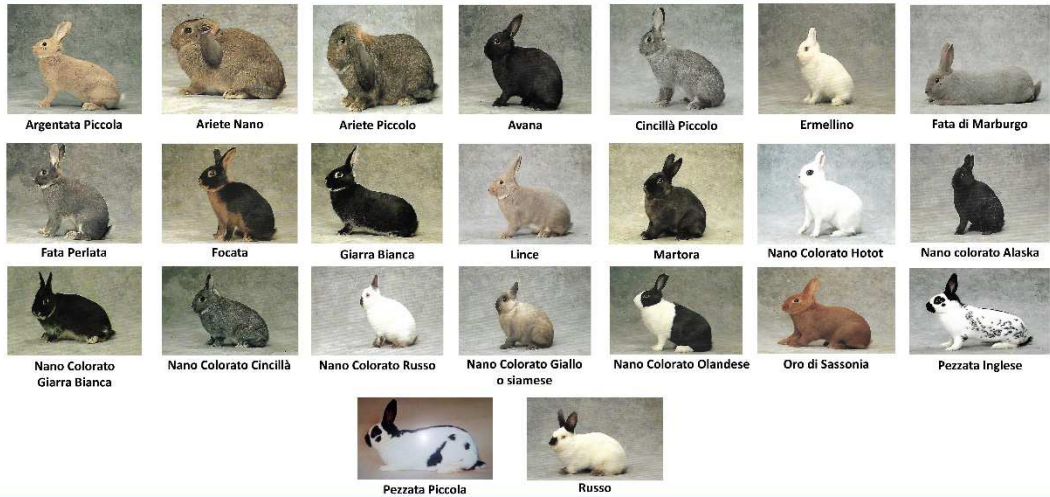 Argentata Piccola
Ariete Nano
Ariete Piccolo
Avana
Cincillà Piccolo
Ermellino
Fata di Marburgo
Fata Perlata
Focata
Giarra Bianca
Lince
Martora
Nano Colorato Hotot
Nano colorato Alaska
Nano Colorato
Giarra Bianca
Nano Colorato Cincillà
Nano Colorato Russo
Nano Colorato Giallo
o siamese
Nano Colorato Olandese
Oro di Sassonia
Pezzata Inglese
Pezzata Piccola
Russo